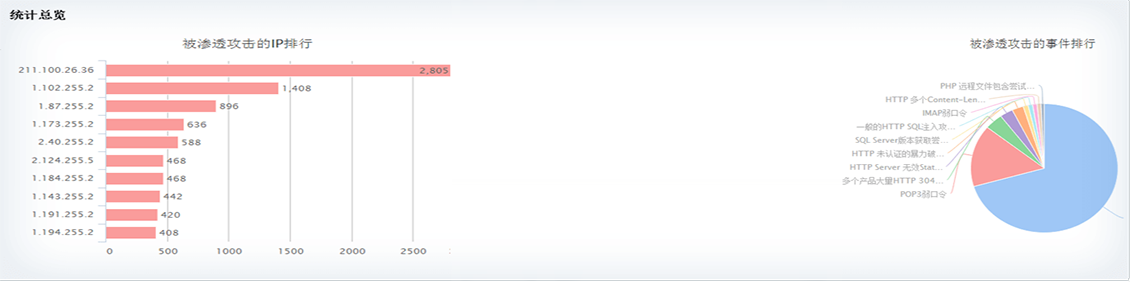 统计总览
被渗透攻击的IP排行
211.100.26.36
2,805
1.102.255.2
1,408
1.87.255.2
896
1.173.255.2
636
2.40.255.2
588
2.124.255.5
468
1.184.255.2
468
1.143.255.2
442
1.191.255.2
420
1.194.255.2
408
0 500 1000 1500 2000 2500
被渗透攻击的事件排行
PHP 远程文件包含尝试...
HTTP 多个Content-Len...
IMAP弱口令
一般的HTTP SQL注入攻...
SQL Server版本获取尝...
HTTP 未认证的暴力破...
HTTP Server 无效Stat...
多个产品大量HTTP 304...
POP3弱口令